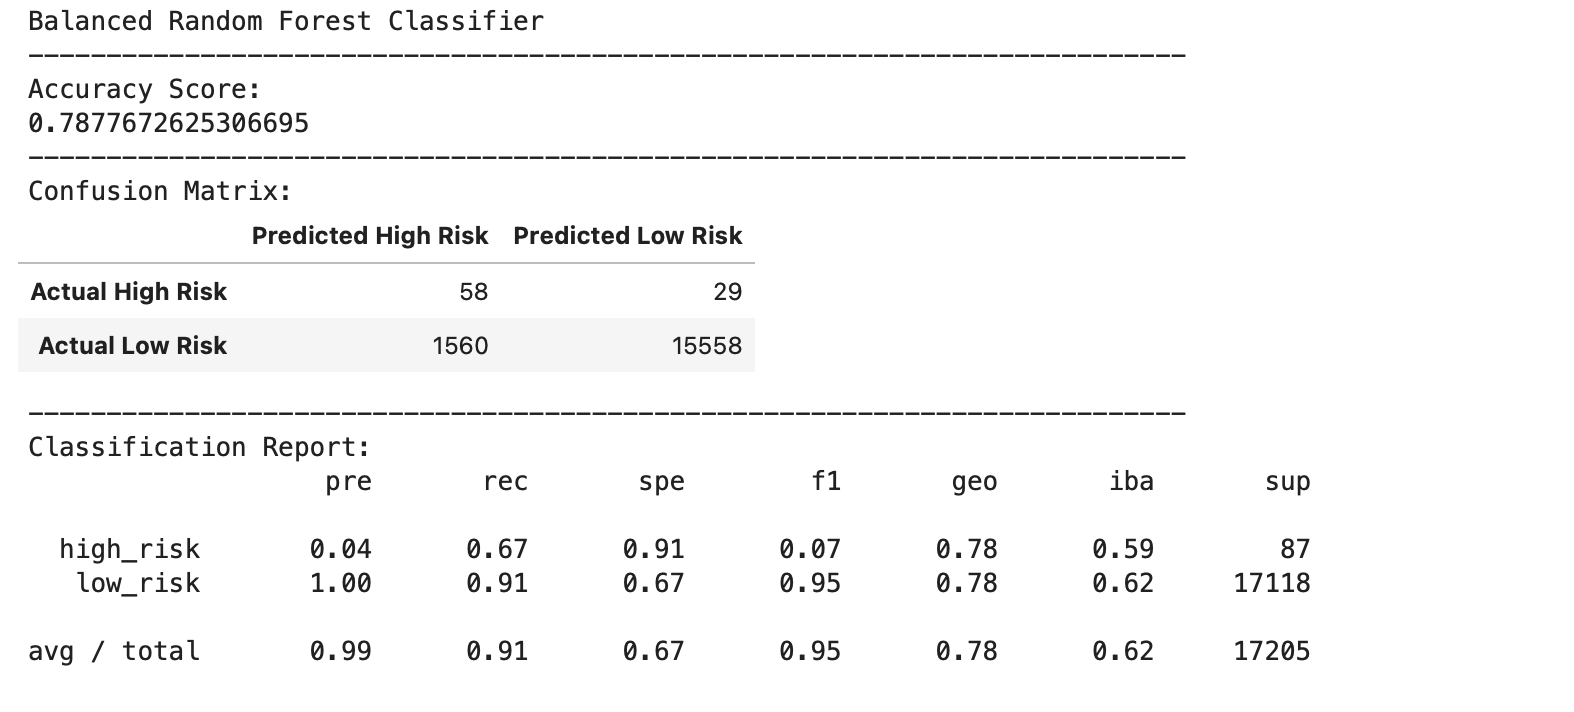 Balanced Random Forest Classifier
--------------------------------------------------------------------------
Accuracy Score:
0.7877672625306695
--------------------------------------------------------------------------
Confusion Matrix:
Predicted High Risk Predicted Low Risk
Actual High Risk 58 29
Actual Low Risk 1560 15558
--------------------------------------------------------------------------
Classification Report:
pre rec spe f1 geo iba sup
high_risk 0.04 0.67 0.91 0.07 0.78 0.59 87
low_risk 1.00 0.91 0.67 0.95 0.78 0.62 17118
avg / total 0.99 0.91 0.67 0.95 0.78 0.62 17205